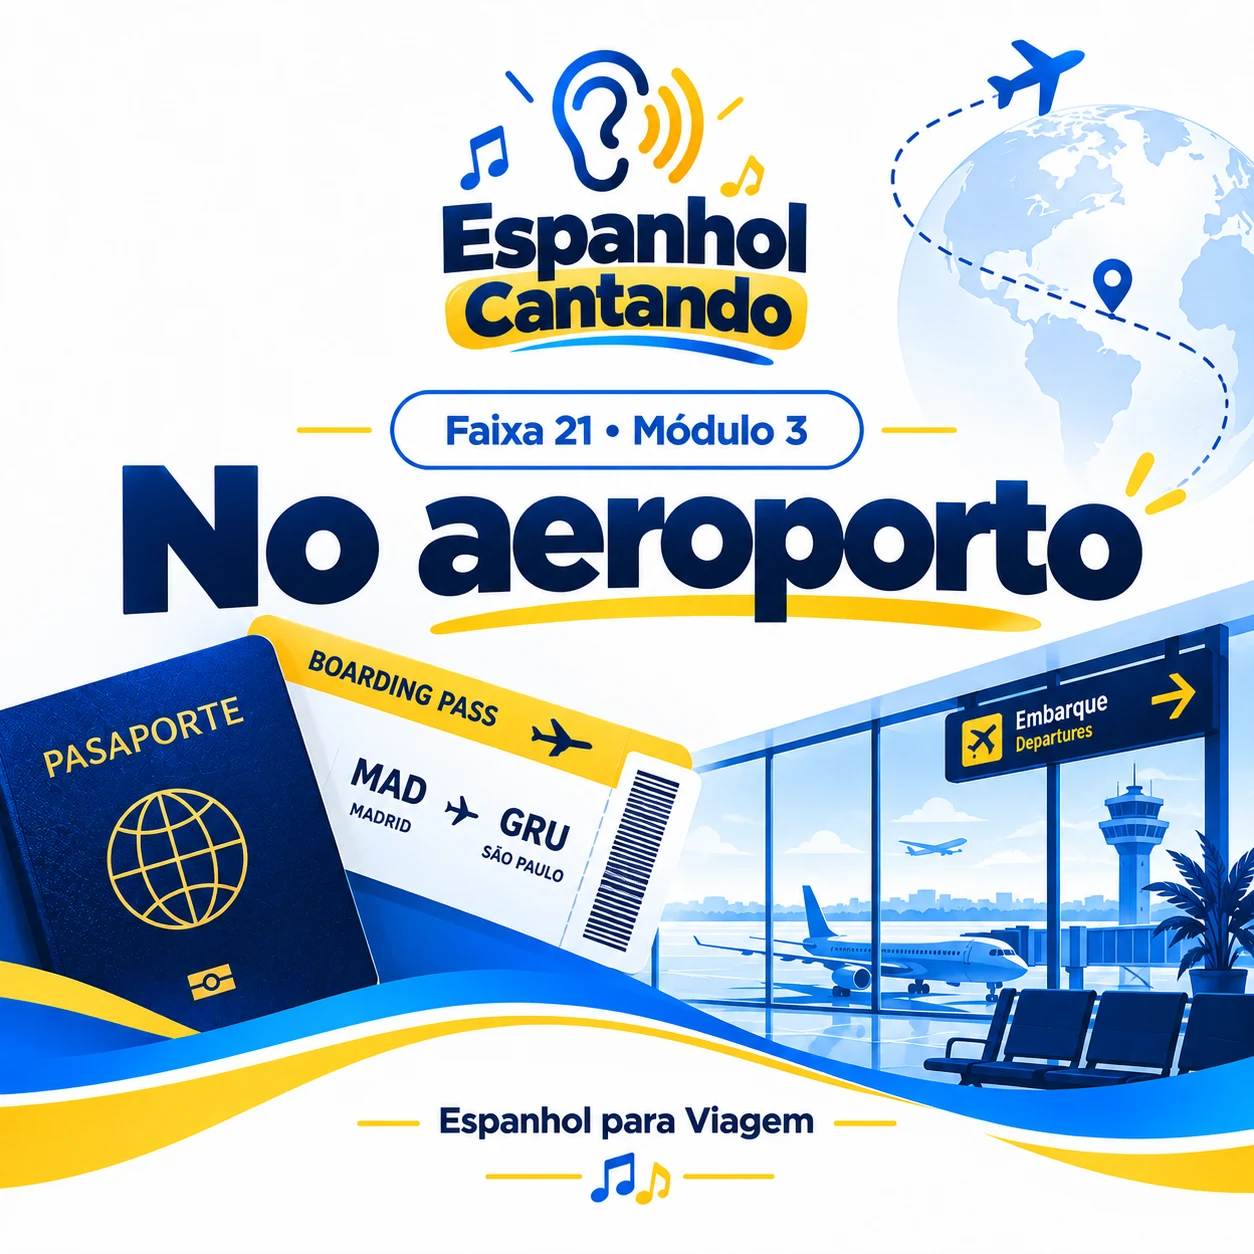 Espanhol
Cantando
Faixa 21 • Módulo 3
No aeroporto
PASAPORTE
BOARDING PASS
MAD
MADRID
GRU
SÃO PAULO
Embarque
Departures
Espanhol para Viagem